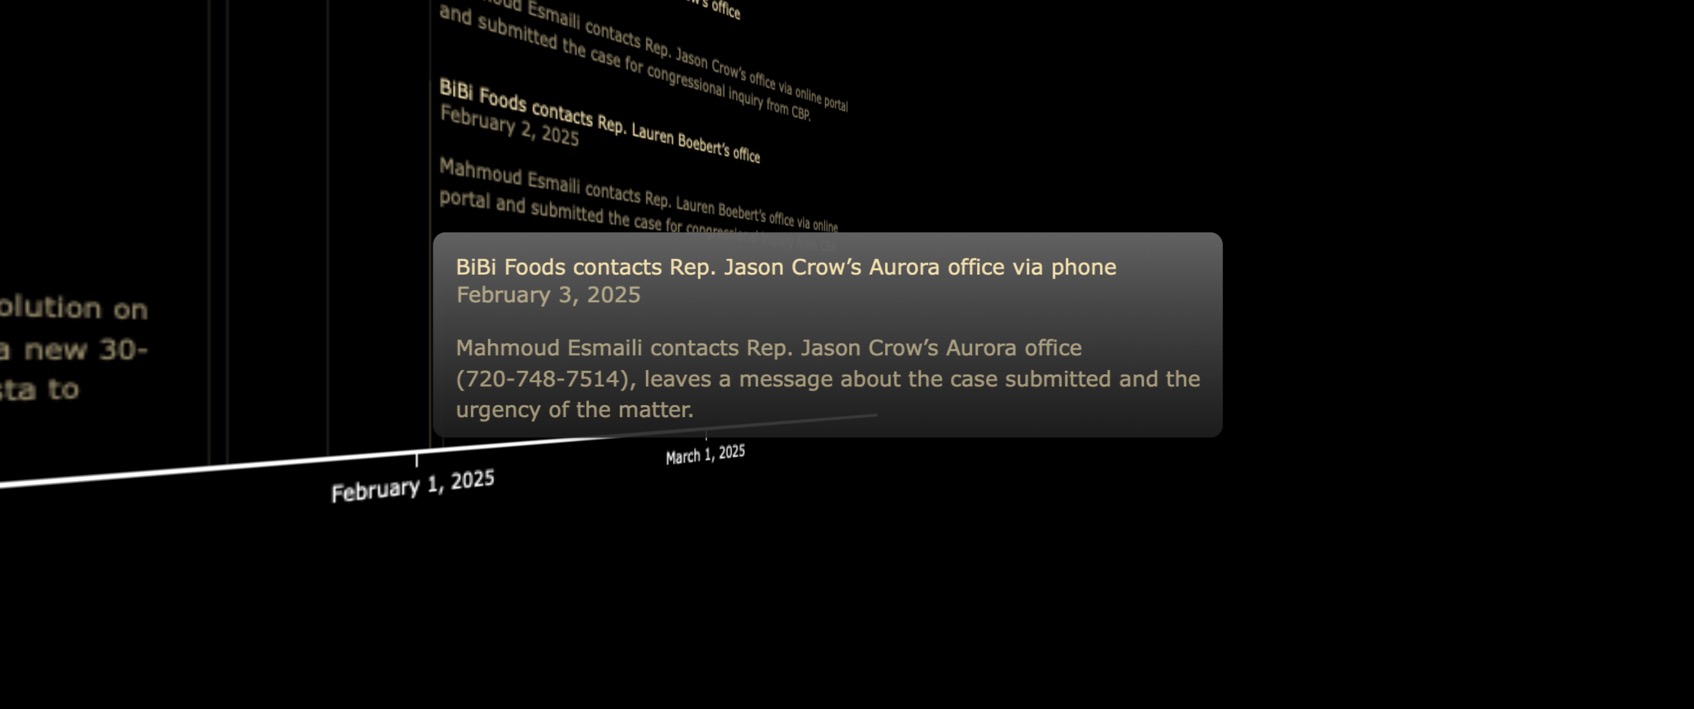 's office
oud Esmaili contacts Rep. Jason Crow's office via online portal
and submitted the case for congressional inquiry from CBP.
BiBi Foods contacts Rep. Lauren Boebert's office
February 2, 2025
Mahmoud Esmaili contacts Rep. Lauren Boebert's office via online
portal and submitted the case for congressional inquiry from
BiBi Foods contacts Rep. Jason Crow's Aurora office via phone
February 3, 2025
Mahmoud Esmaili contacts Rep. Jason Crow's Aurora office
(720-748-7514), leaves a message about the case submitted and the
urgency of the matter.
olution on
a new 30-
sta to
February 1, 2025
March 1, 2025